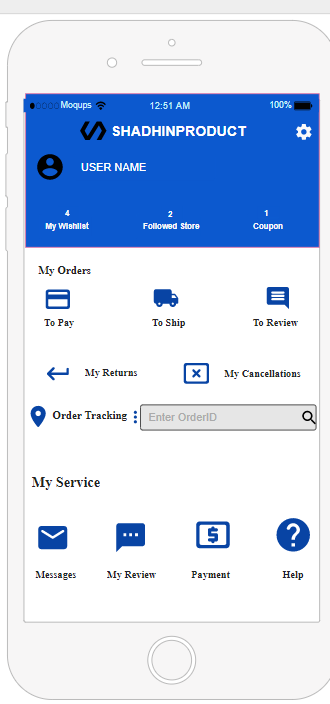 Moqups 12:51 AM 100%
SHADHINPRODUCT
USER NAME
4 2 1
My Wishlist Followed Store Coupon
My Orders
To Pay To Ship To Review
My Returns My Cancellations
Order Tracking Enter OrderID
My Service
Messages My Review Payment Help